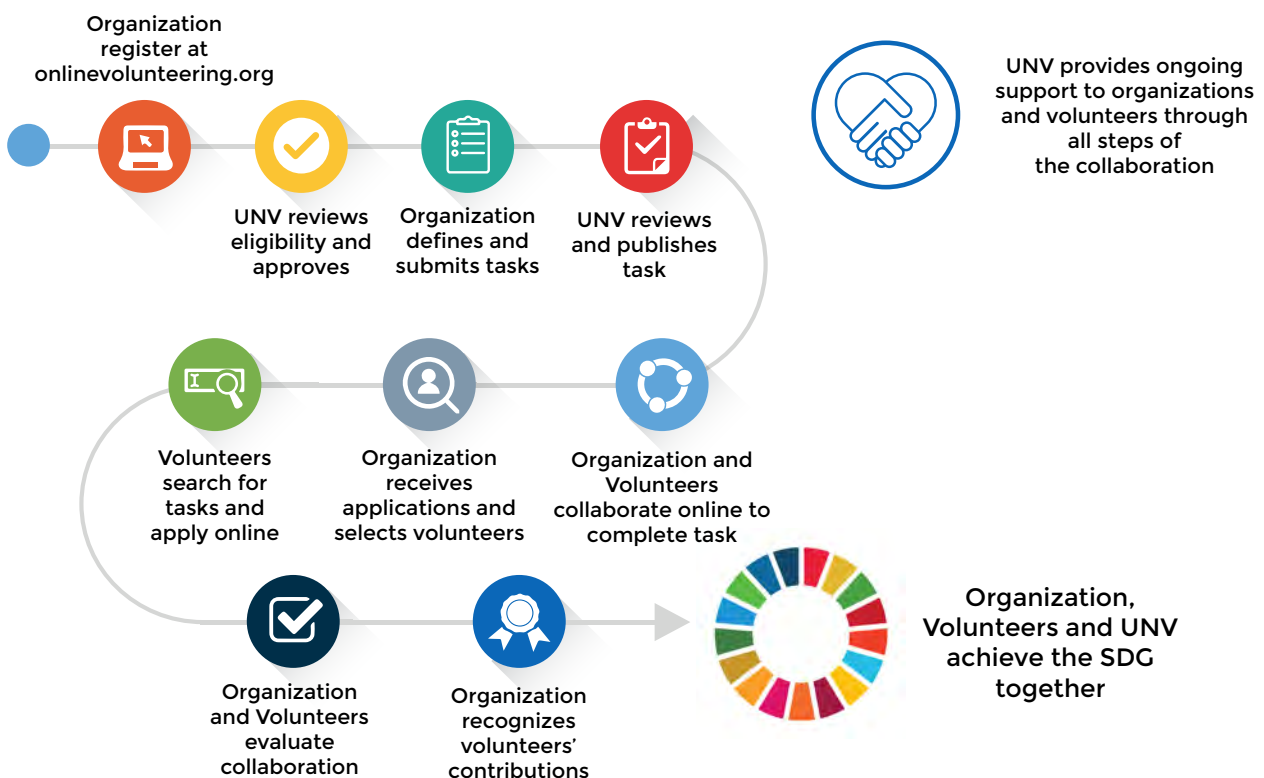 Organization
register at
onlinevolunteering.org
UNV provides ongoing
support to organizations
and volunteers through
all steps of
the collaboration
UNV reviews
eligibility and
approves
Organization
defines and
submits tasks
UNV reviews
and publishes
task
Volunteers
search for
tasks and
apply online
Organization
receives
applications and
selects volunteers
Organization and
Volunteers
collaborate online to
complete task
Organization
and Volunteers
evaluate
collaboration
Organization
recognizes
volunteers’
contributions
Organization,
Volunteers and UNV
achieve the SDG
together